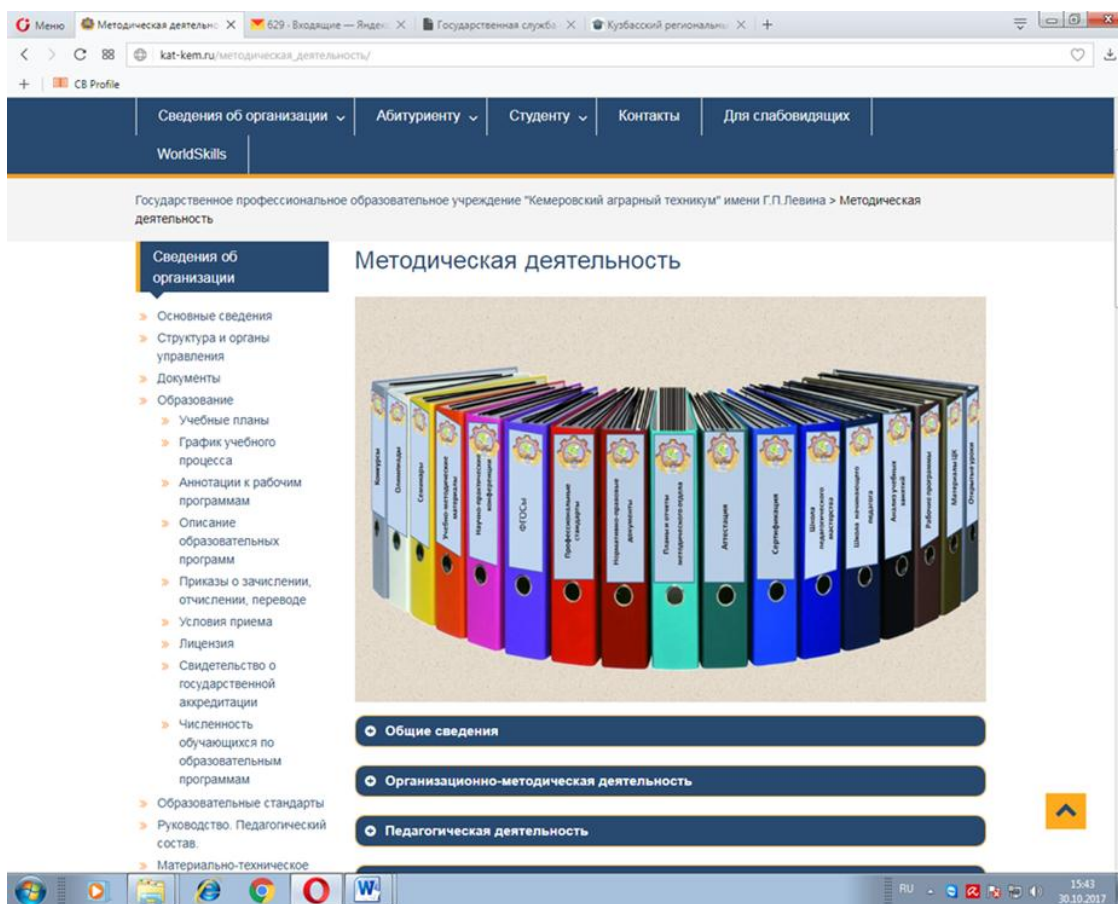 Меню
Методическая деятельно
629 · Входящие — Яндек
Государственная служба
Кузбасский регионально
kat-kem.ru/методическая_деятельность/
CB Profile
Сведения об организации
Абитуриенту
Студенту
Контакты
Для слабовидящих
WorldSkills
Государственное профессиональное образовательное учреждение "Кемеровский аграрный техникум" имени Г.П.Левина > Методическая
деятельность
Сведения об
организации
Основные сведения
Структура и органы
управления
Документы
Образование
Учебные планы
График учебного
процесса
Аннотации к рабочим
программам
Описание
образовательных
программ
Приказы о зачислении,
отчислении, переводе
Условия приема
Лицензия
Свидетельство о
государственной
аккредитации
Численность
обучающихся по
образовательным
программам
Образовательные стандарты
Руководство. Педагогический
состав.
Материально-техническое
Методическая деятельность
Конкурсы
Олимпиады
Семинары
Учебно-методические
материалы
Научно-практические
конференции
ФГОСы
Профессиональные
стандарты
Нормативно-правовые
документы
Планы и отчеты
методического отдела
Аттестация
Сертификация
Школа
педагогического
мастерства
Школа начинающего
педагога
Анализ учебных
занятий
Рабочие программы
Материалы ЦК
Открытые уроки
Общие сведения
Организационно-методическая деятельность
Педагогическая деятельность
RU
15:43
30.10.2017